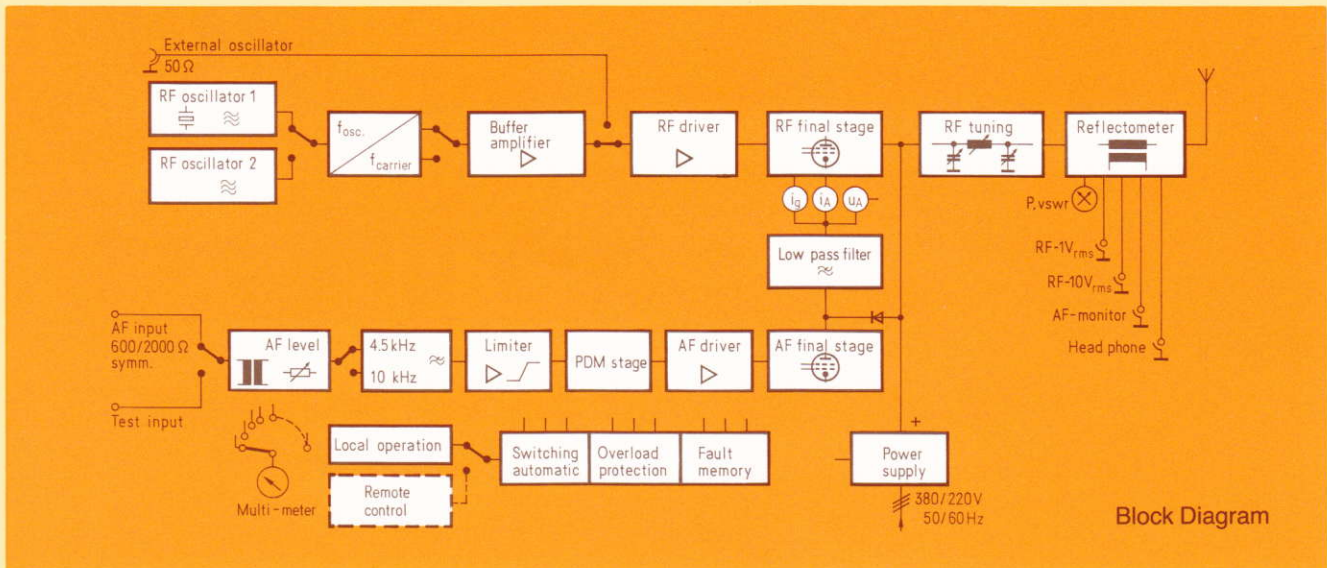 External oscillator
50 Ω
RF oscillator 1
RF oscillator 2
fosc.
fcarrier
Buffer
amplifier
RF driver
RF final stage
RF tuning
Reflectometer
ig
iA
uA
P, vswr
RF-1Vrms
RF-10Vrms
AF-monitor
Head phone
Low pass filter
AF input
600/2000 Ω
symm.
Test input
AF level
4.5 kHz
10 kHz
Limiter
PDM stage
AF driver
AF final stage
Multi-meter
Local operation
Remote
control
Switching
automatic
Overload
protection
Fault
memory
+
Power
supply
380/220V
50/60 Hz
Block Diagram